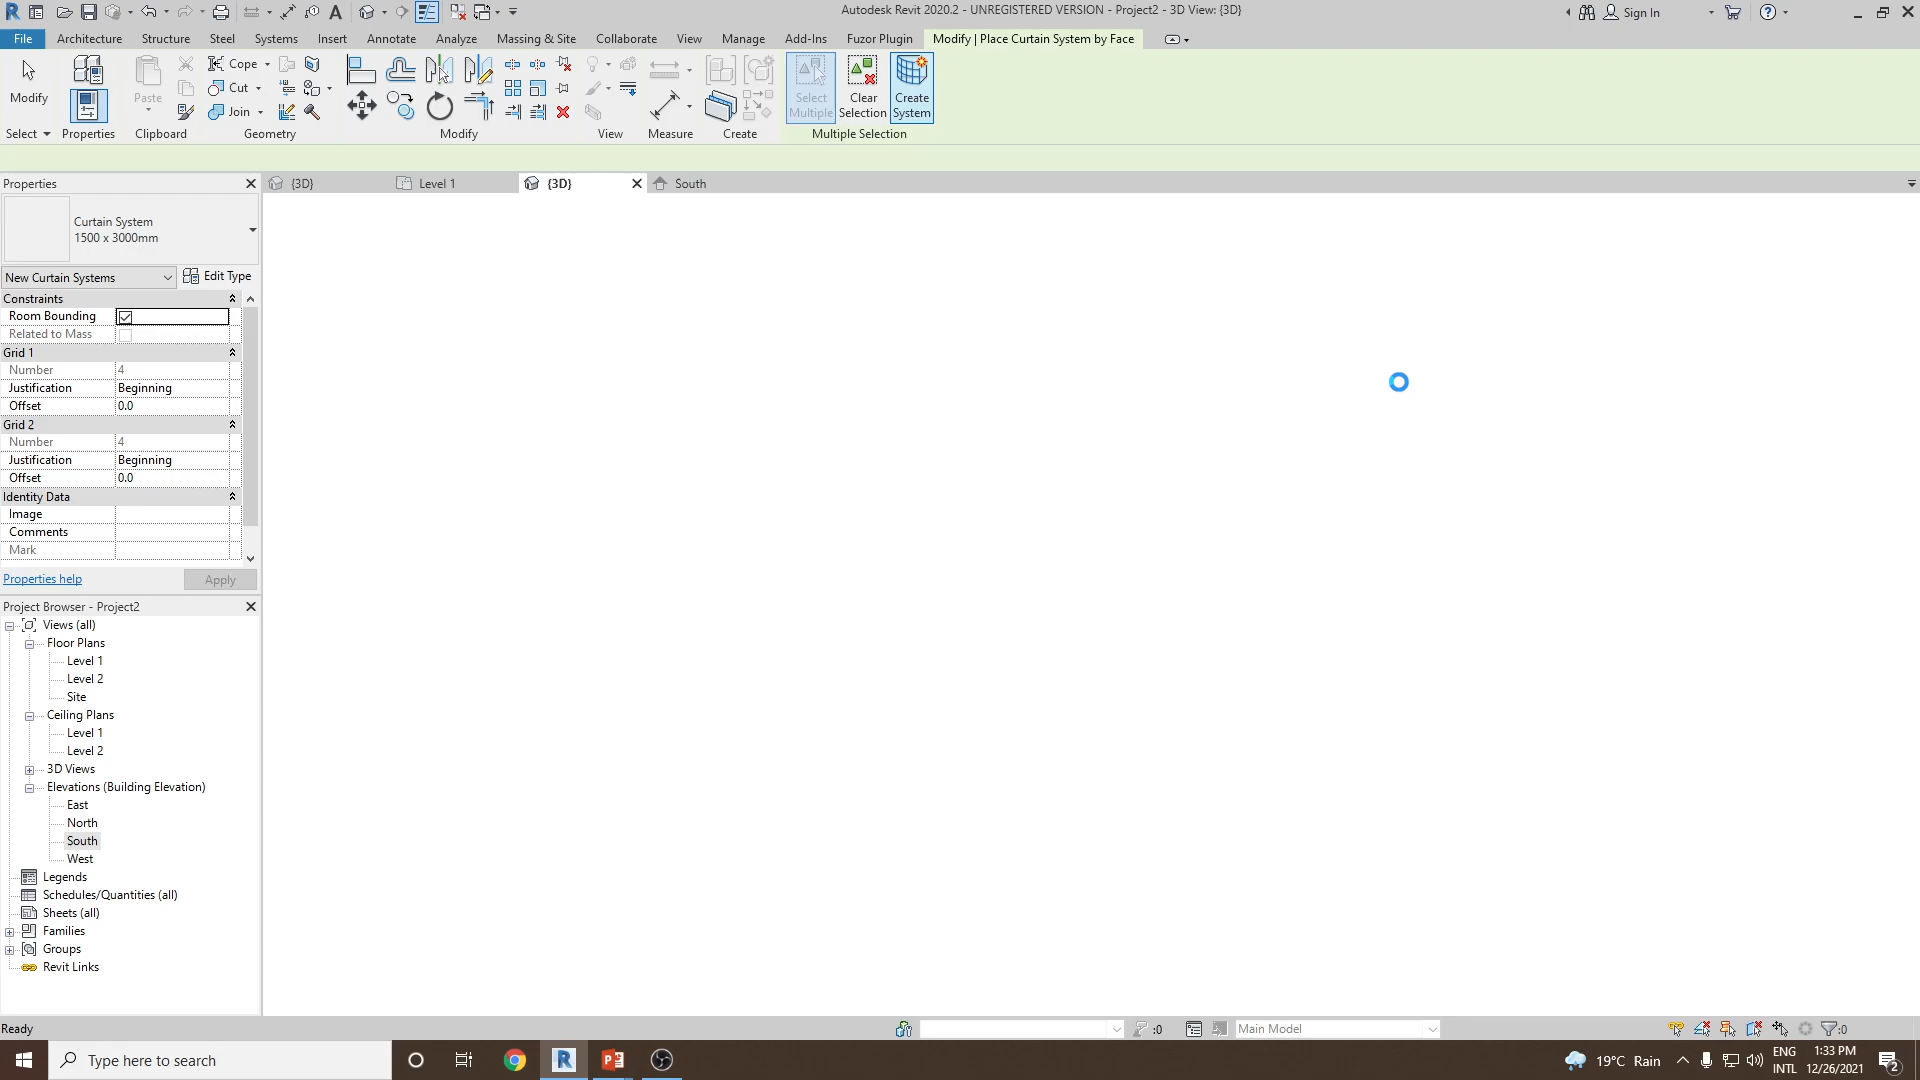 Autodesk Revit 2020.2 - UNREGISTERED VERSION - Project2 - 3D View: {3D}
Sign In
File Architecture Structure Steel Systems Insert Annotate Analyze Massing & Site Collaborate View Manage Add-Ins Fuzor Plugin Modify | Place Curtain System by Face
Modify
Paste
Cope
Cut
Join
Select Multiple
Clear Selection
Create System
Select Properties Clipboard Geometry Modify View Measure Create Multiple Selection
Properties
{3D} Level 1 {3D} South
Curtain System
1500 x 3000mm
New Curtain Systems Edit Type
Constraints
Room Bounding
Related to Mass
Grid 1
Number 4
Justification Beginning
Offset 0.0
Grid 2
Number 4
Justification Beginning
Offset 0.0
Identity Data
Image
Comments
Mark
Properties help Apply
Project Browser - Project2
Views (all)
Floor Plans
Level 1
Level 2
Site
Ceiling Plans
Level 1
Level 2
3D Views
Elevations (Building Elevation)
East
North
South
West
Legends
Schedules/Quantities (all)
Sheets (all)
Families
Groups
Revit Links
Ready :0 Main Model :0
Type here to search
19°C Rain
ENG
INTL
1:33 PM
12/26/2021
2